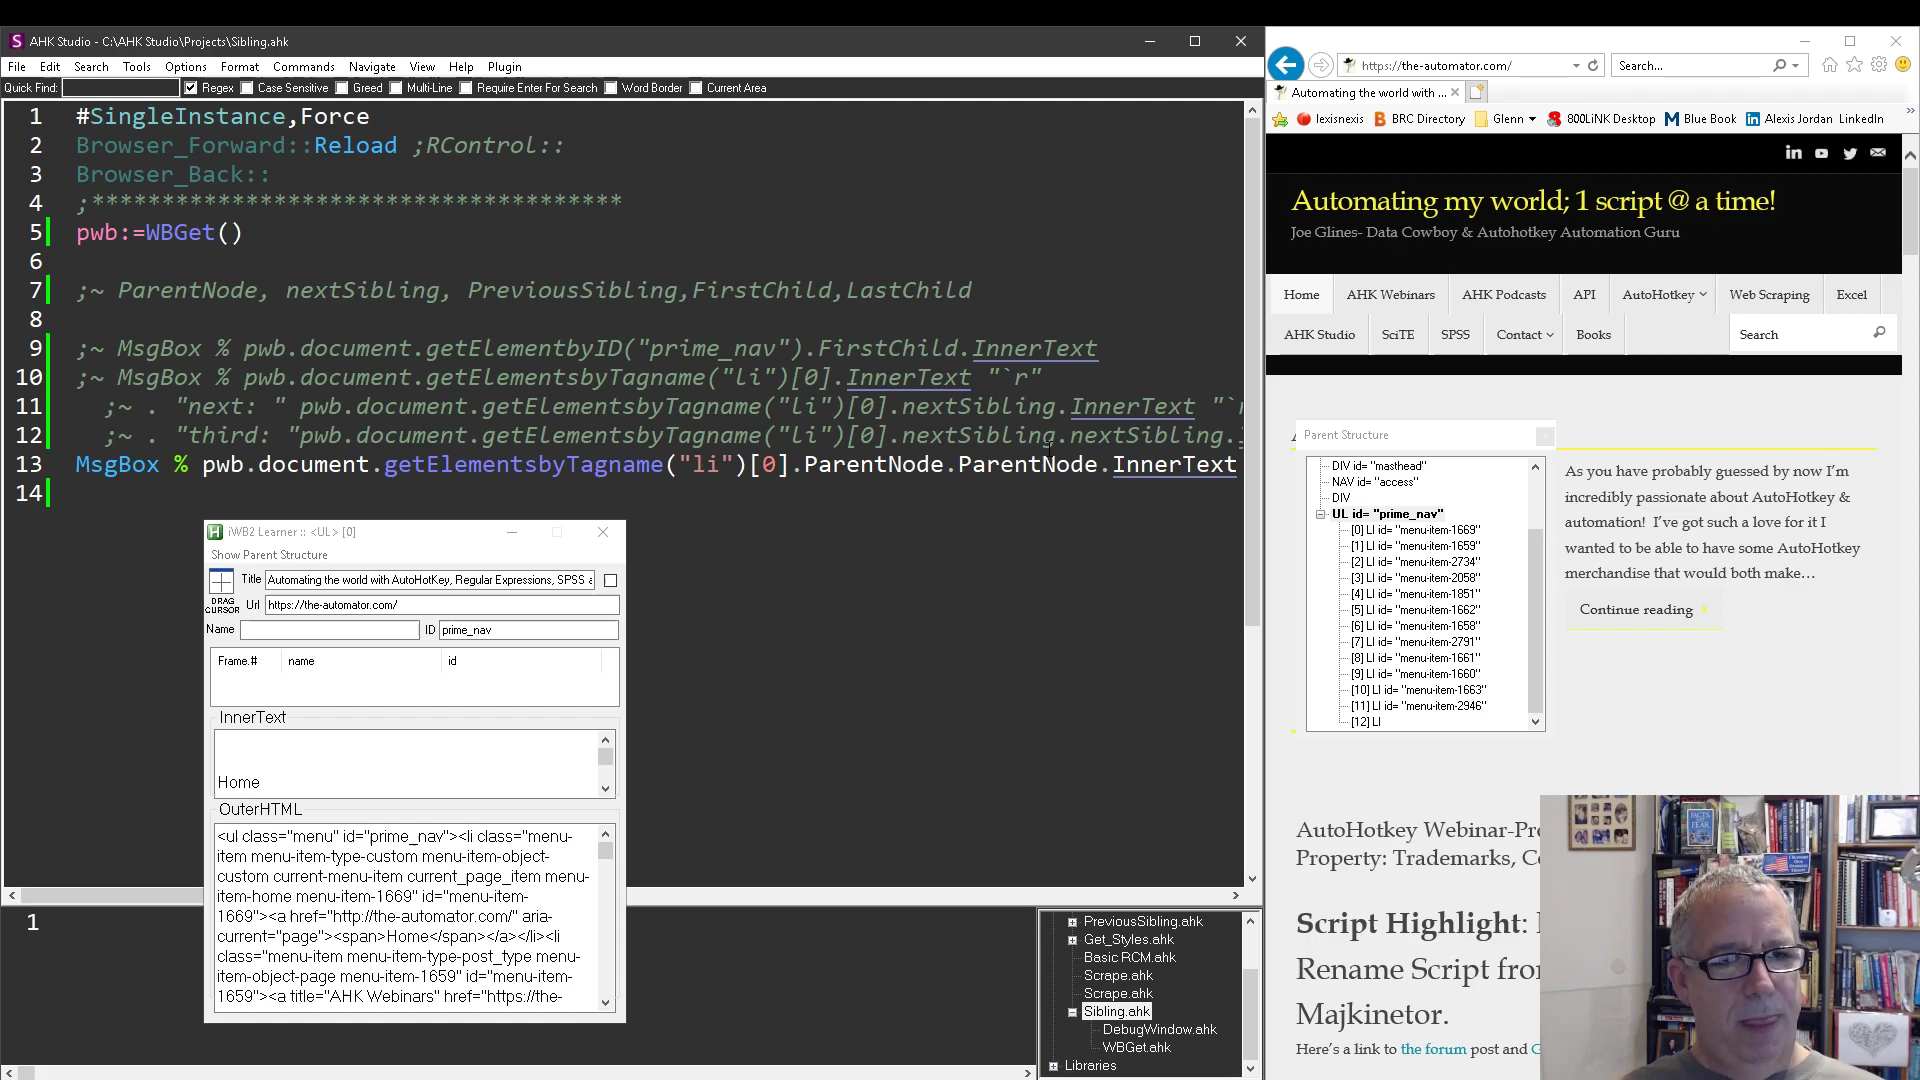 AHK Studio - C:\AHK Studio\Projects\Sibling.ahk
File Edit Search Tools Options Format Commands Navigate View Help Plugin
Quick Find: Regex Case Sensitive Greed Multi-Line Require Enter For Search Word Border Current Area
1 #SingleInstance,Force
2 Browser_Forward::Reload ;RControl::
3 Browser_Back::
4 ;**************************************
5 pwb:=WBGet()
6
7 ;~ ParentNode, nextSibling, PreviousSibling,FirstChild,LastChild
8
9 ;~ MsgBox % pwb.document.getElementbyID("prime_nav").FirstChild.InnerText
10 ;~ MsgBox % pwb.document.getElementsbyTagname("li")[0].InnerText "`r"
11 ;~ . "next: " pwb.document.getElementsbyTagname("li")[0].nextSibling.InnerText "`r
12 ;~ . "third: "pwb.document.getElementsbyTagname("li")[0].nextSibling.nextSibling.
13 MsgBox % pwb.document.getElementsbyTagname("li")[0].ParentNode.ParentNode.InnerText
14
iWB2 Learner :: <UL> [0]
Show Parent Structure
DRAG CURSOR
Title Automating the world with AutoHotKey, Regular Expressions, SPSS
Url https://the-automator.com/
Name ID prime_nav
Frame.# name id
InnerText
Home
OuterHTML
<ul class="menu" id="prime_nav"><li class="menu-
item menu-item-type-custom menu-item-object-
custom current-menu-item current_page_item menu-
item-home menu-item-1669" id="menu-item-
1669"><a href="http://the-automator.com/" aria-
current="page"><span>Home</span></a></li><li
class="menu-item menu-item-type-post_type menu-
item-object-page menu-item-1659" id="menu-item-
1659"><a title="AHK Webinars" href="https://the-
1
PreviousSibling.ahk
Get_Styles.ahk
Basic RCM.ahk
Scrape.ahk
Scrape.ahk
Sibling.ahk
DebugWindow.ahk
WBGet.ahk
Libraries
https://the-automator.com/
Search...
Automating the world with ...
lexisnexis BRC Directory Glenn 800LiNK Desktop Blue Book Alexis Jordan LinkedIn
Automating my world; 1 script @ a time!
Joe Glines- Data Cowboy & Autohotkey Automation Guru
Home AHK Webinars AHK Podcasts API AutoHotkey Web Scraping Excel
AHK Studio SciTE SPSS Contact Books Search
Parent Structure
DIV id= "masthead"
NAV id= "access"
DIV
UL id= "prime_nav"
[0] LI id= "menu-item-1669"
[1] LI id= "menu-item-1659"
[2] LI id= "menu-item-2734"
[3] LI id= "menu-item-2058"
[4] LI id= "menu-item-1851"
[5] LI id= "menu-item-1662"
[6] LI id= "menu-item-1658"
[7] LI id= "menu-item-2791"
[8] LI id= "menu-item-1661"
[9] LI id= "menu-item-1660"
[10] LI id= "menu-item-1663"
[11] LI id= "menu-item-2946"
[12] LI
As you have probably guessed by now I'm
incredibly passionate about AutoHotkey &
automation! I've got such a love for it I
wanted to be able to have some AutoHotkey
merchandise that would both make…
Continue reading
AutoHotkey Webinar-Pr
Property: Trademarks, C
Script Highlight:
Rename Script fro
Majkinetor.
Here's a link to the forum post and